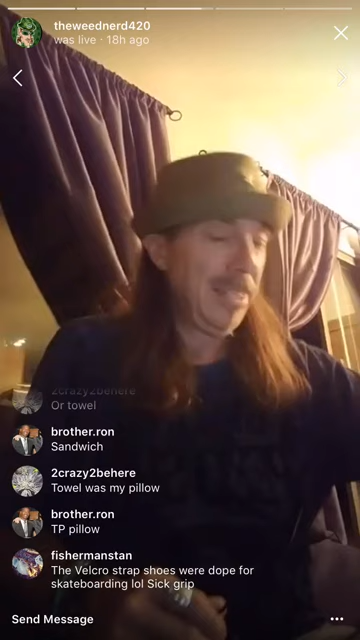 theweednerd420
was live · 18h ago
2crazy2behere
Or towel
brother.ron
Sandwich
2crazy2behere
Towel was my pillow
brother.ron
TP pillow
fishermanstan
The Velcro strap shoes were dope for
skateboarding lol Sick grip
Send Message